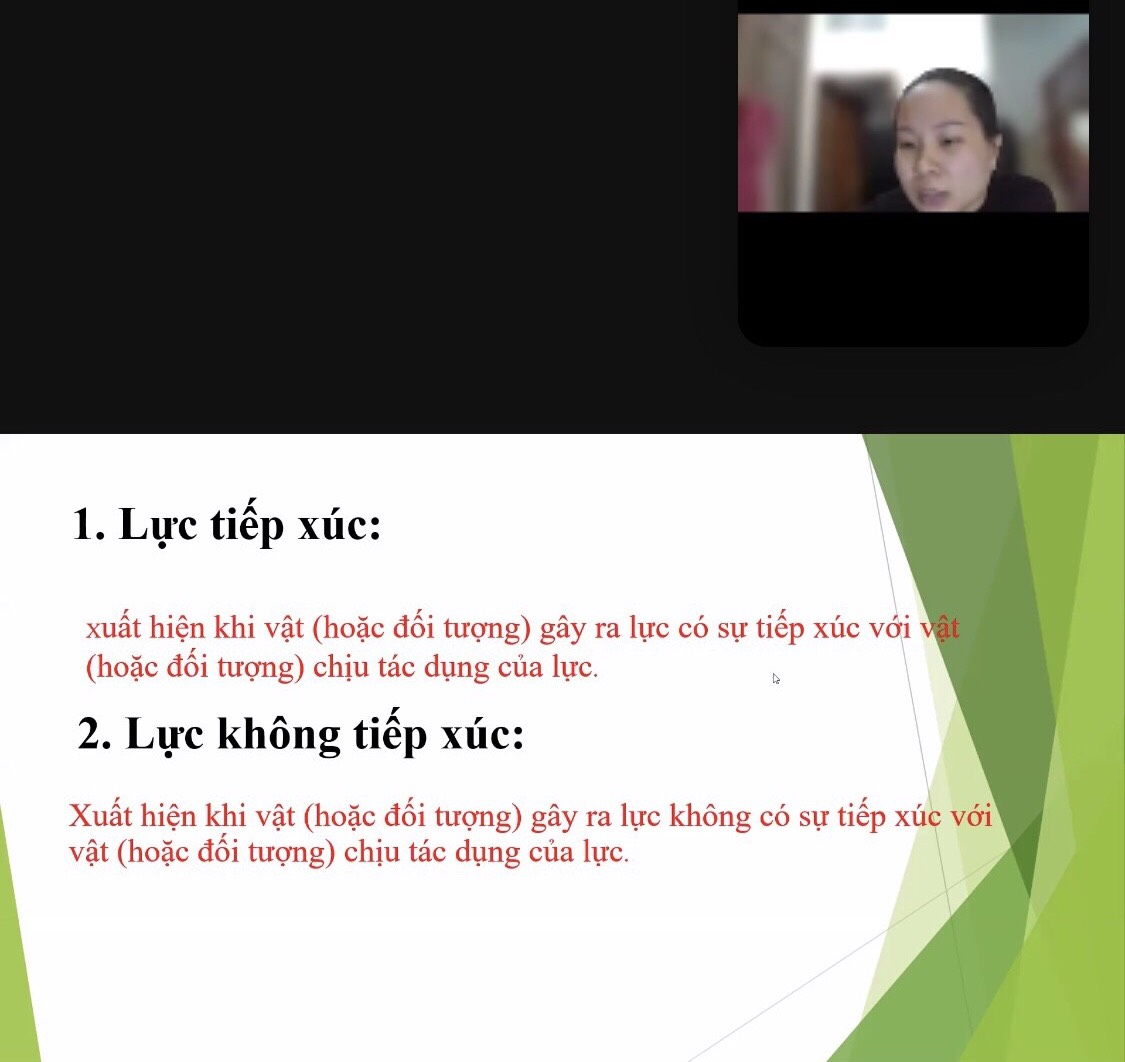 1. Lực tiếp xúc:
xuất hiện khi vật (hoặc đối tượng) gây ra lực có sự tiếp xúc với vật
(hoặc đối tượng) chịu tác dụng của lực.
2. Lực không tiếp xúc:
Xuất hiện khi vật (hoặc đối tượng) gây ra lực không có sự tiếp xúc với
vật (hoặc đối tượng) chịu tác dụng của lực.